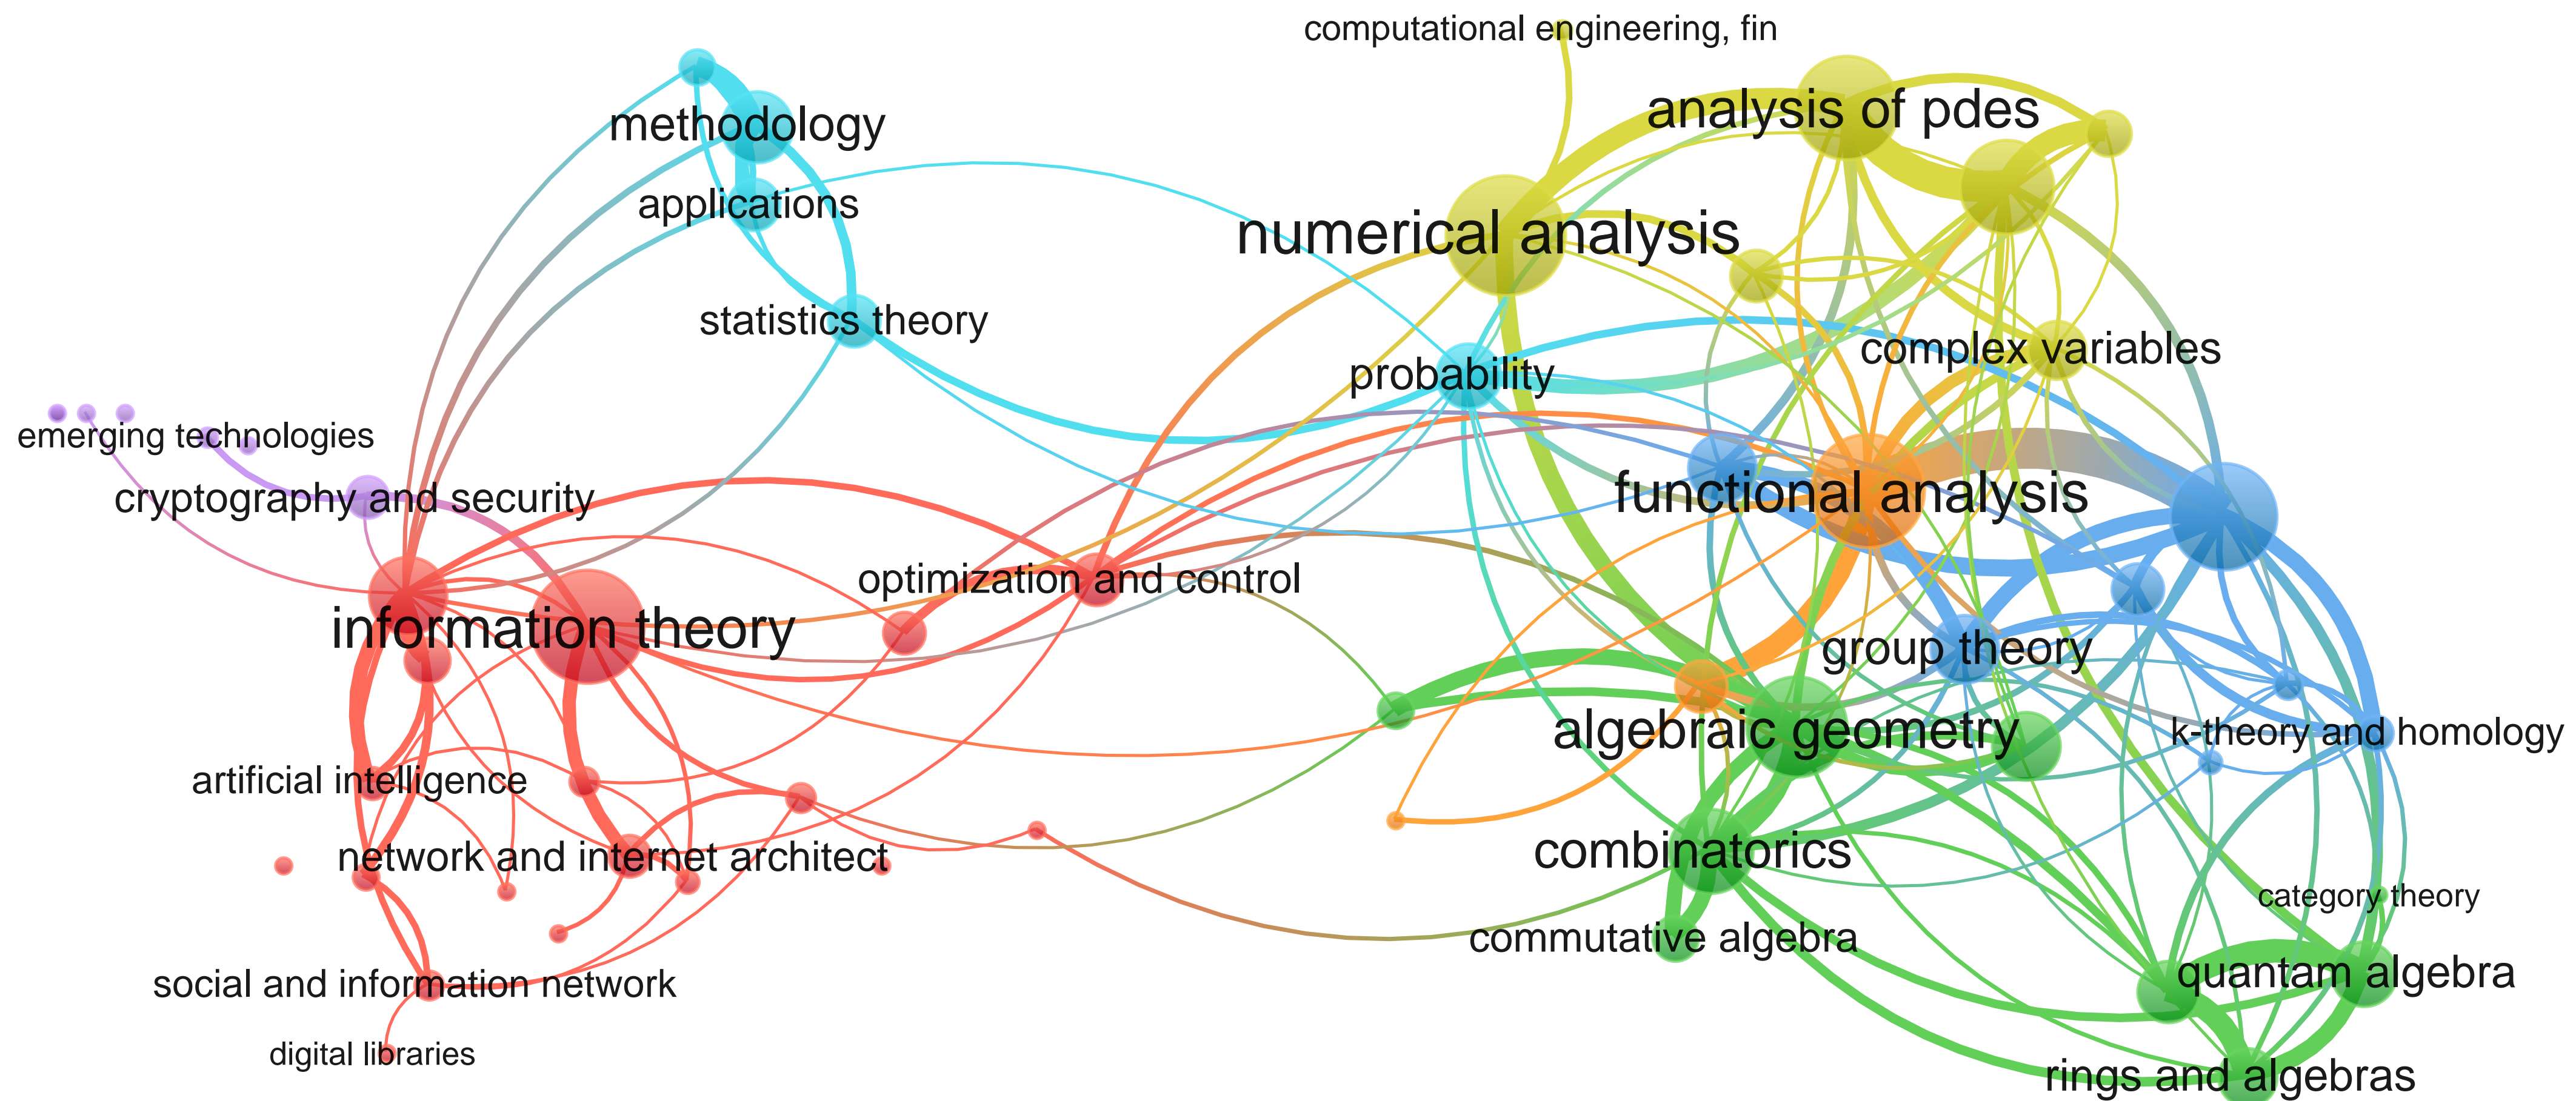 computational engineering, fin
analysis of pdes
methodology
applications
numerical analysis
statistics theory
complex variables
probability
emerging technologies
cryptography and security
functional analysis
optimization and control
information theory
group theory
algebraic geometry
k-theory and homology
artificial intelligence
combinatorics
network and internet architect
category theory
commutative algebra
quantam algebra
social and information network
digital libraries
rings and algebras